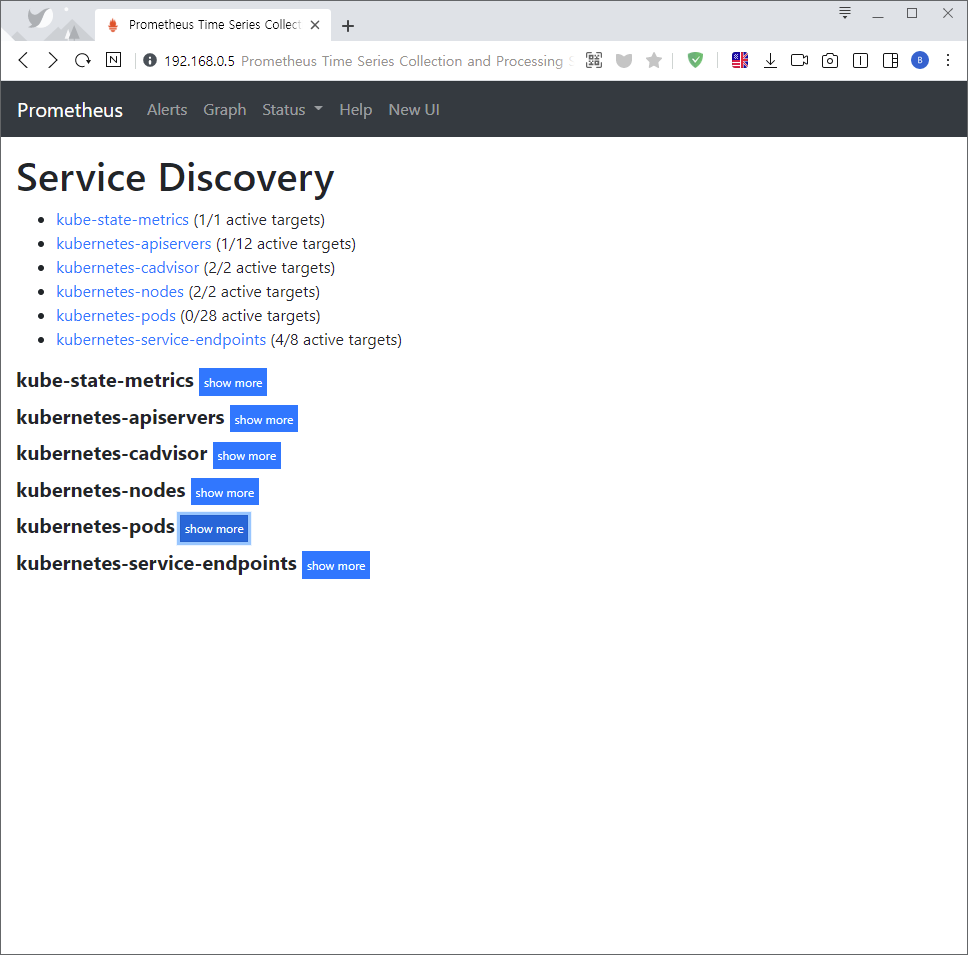 Prometheus Time Series Collect
192.168.0.5 Prometheus Time Series Collection and Processing S
Prometheus Alerts Graph Status Help New UI
Service Discovery
kube-state-metrics (1/1 active targets)
kubernetes-apiservers (1/12 active targets)
kubernetes-cadvisor (2/2 active targets)
kubernetes-nodes (2/2 active targets)
kubernetes-pods (0/28 active targets)
kubernetes-service-endpoints (4/8 active targets)
kube-state-metrics show more
kubernetes-apiservers show more
kubernetes-cadvisor show more
kubernetes-nodes show more
kubernetes-pods show more
kubernetes-service-endpoints show more